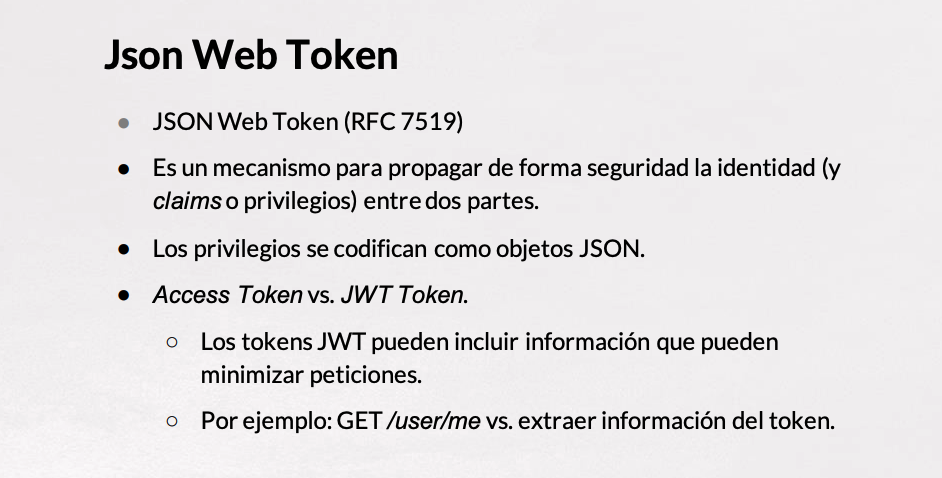 Json Web Token
● JSON Web Token (RFC 7519)
● Es un mecanismo para propagar de forma seguridad la identidad (y
claims o privilegios) entre dos partes.
● Los privilegios se codifican como objetos JSON.
● Access Token vs. JWT Token.
○ Los tokens JWT pueden incluir información que pueden
minimizar peticiones.
○ Por ejemplo: GET /user/me vs. extraer información del token.